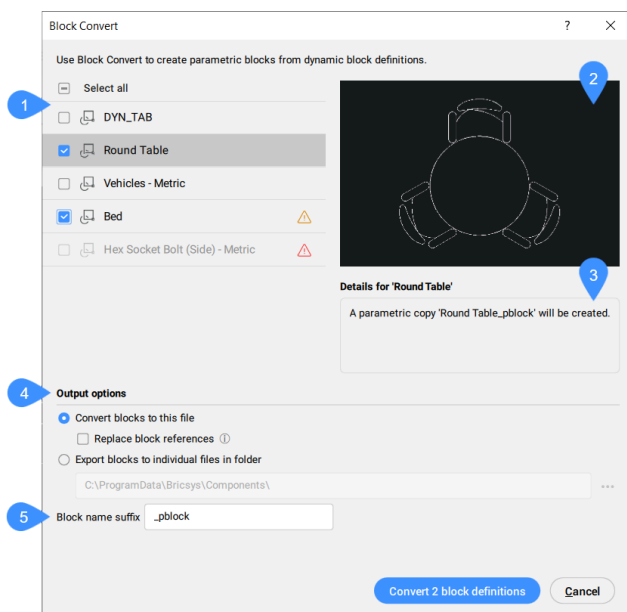 Block Convert
?
Use Block Convert to create parametric blocks from dynamic block definitions.
Select all
1
2
DYN_TAB
Round Table
Vehicles - Metric
Bed
Hex Socket Bolt (Side) - Metric
3
Details for 'Round Table'
A parametric copy 'Round Table_pblock' will be created.
4
Output options
Convert blocks to this file
Replace block references
Export blocks to individual files in folder
C:\ProgramData\Bricsys\Components\
...
5
Block name suffix _pblock
Convert 2 block definitions
Cancel